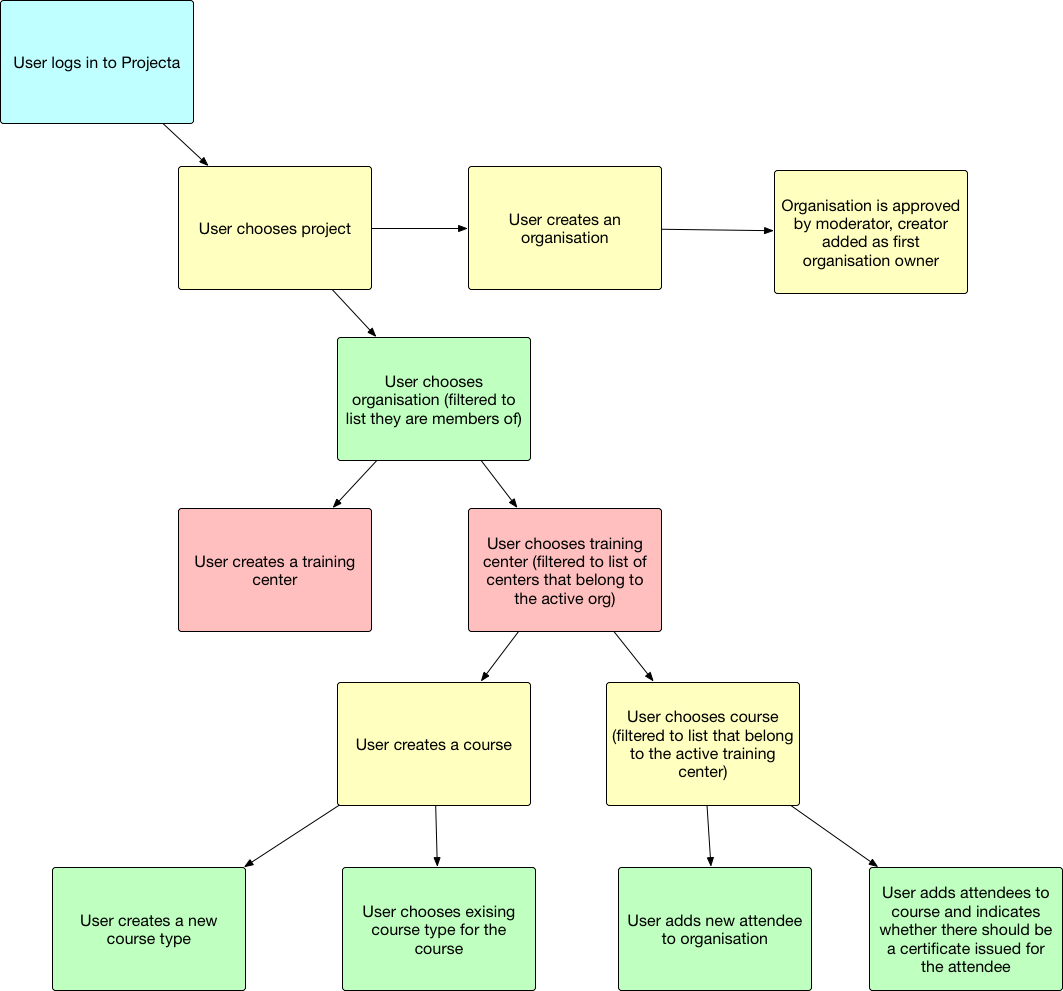 User logs in to Projecta
User chooses project
User creates an
organisation
Organisation is approved
by moderator, creator
added as first
organisation owner
User chooses
organisation (filtered to
list they are members of)
User creates a training
center
User chooses training
center (filtered to list of
centers that belong to
the active org)
User creates a course
User chooses course
(filtered to list that belong
to the active training
center)
User creates a new
course type
User chooses exising
course type for the
course
User adds new attendee
to organisation
User adds attendees to
course and indicates
whether there should be
a certificate issued for
the attendee